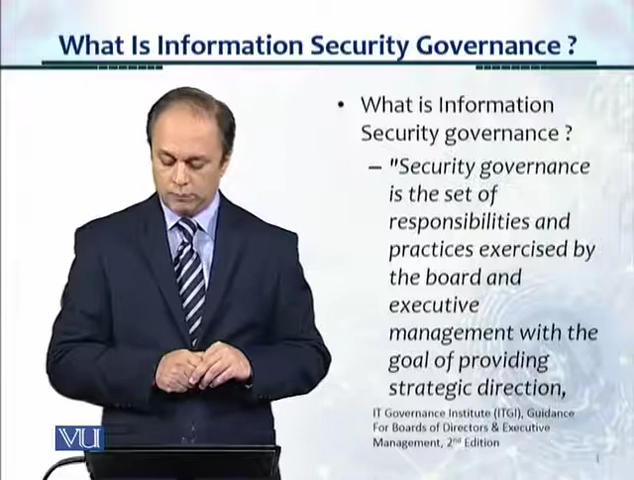 What Is Information Security Governance ?
• What is Information
Security governance ?
– "Security governance
is the set of
responsibilities and
practices exercised by
the board and
executive
management with the
goal of providing
strategic direction,
IT Governance Institute (ITGI), Guidance
For Boards of Directors & Executive
Management, 2nd Edition
VU